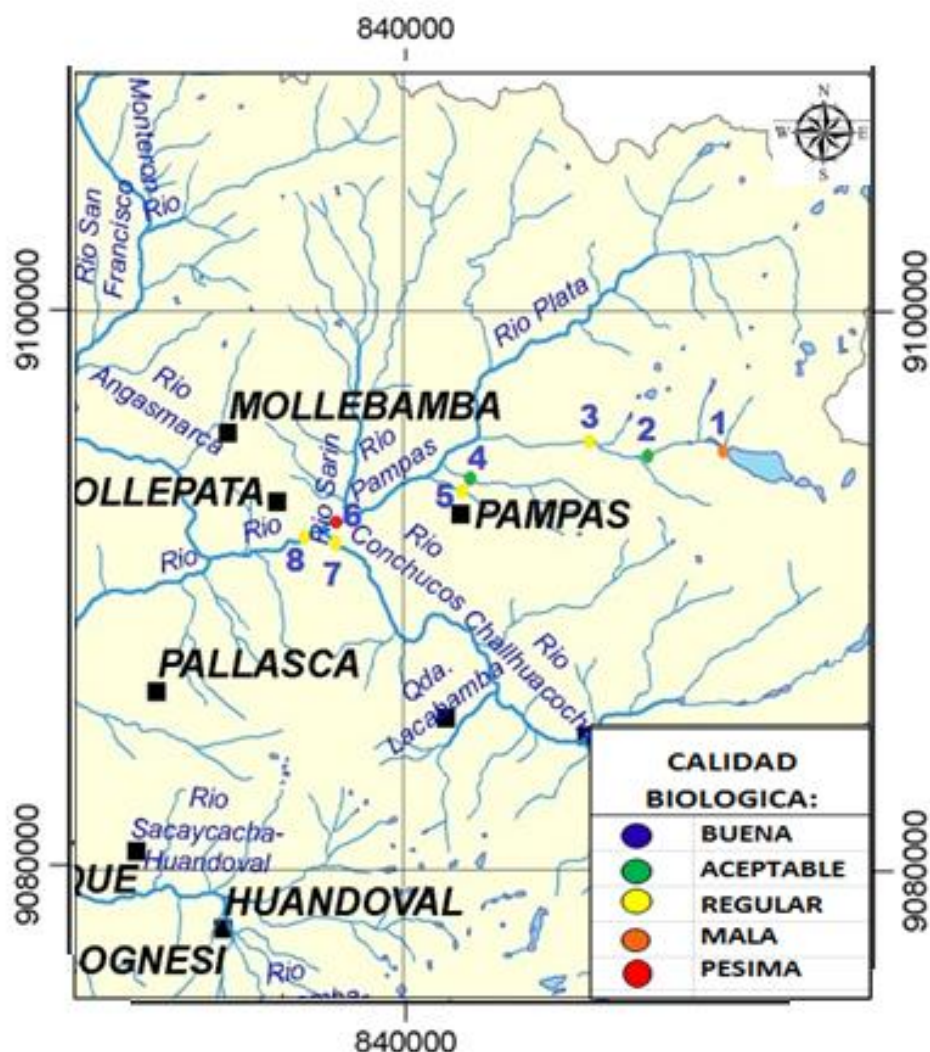 840000
N
W
E
S
Rio San
Francisco
Monteron
Rio
9100000
9100000
Rio Plata
Rio
Angasmarca
MOLLEBAMBA
3
2
1
Rio
Pampas
4
Rio Sarin
OLLEPATA
5
PAMPAS
6
Rio
Rio
Rio
Conchucos
8
7
Challhuacocha
Rio
PALLASCA
Qda.
Lacabamba
CALIDAD
BIOLOGICA:
BUENA
ACEPTABLE
REGULAR
MALA
PESIMA
Rio
Sacaycacha-
Huandoval
9080000
9080000
QUE
HUANDOVAL
OGNESI
Rio
840000